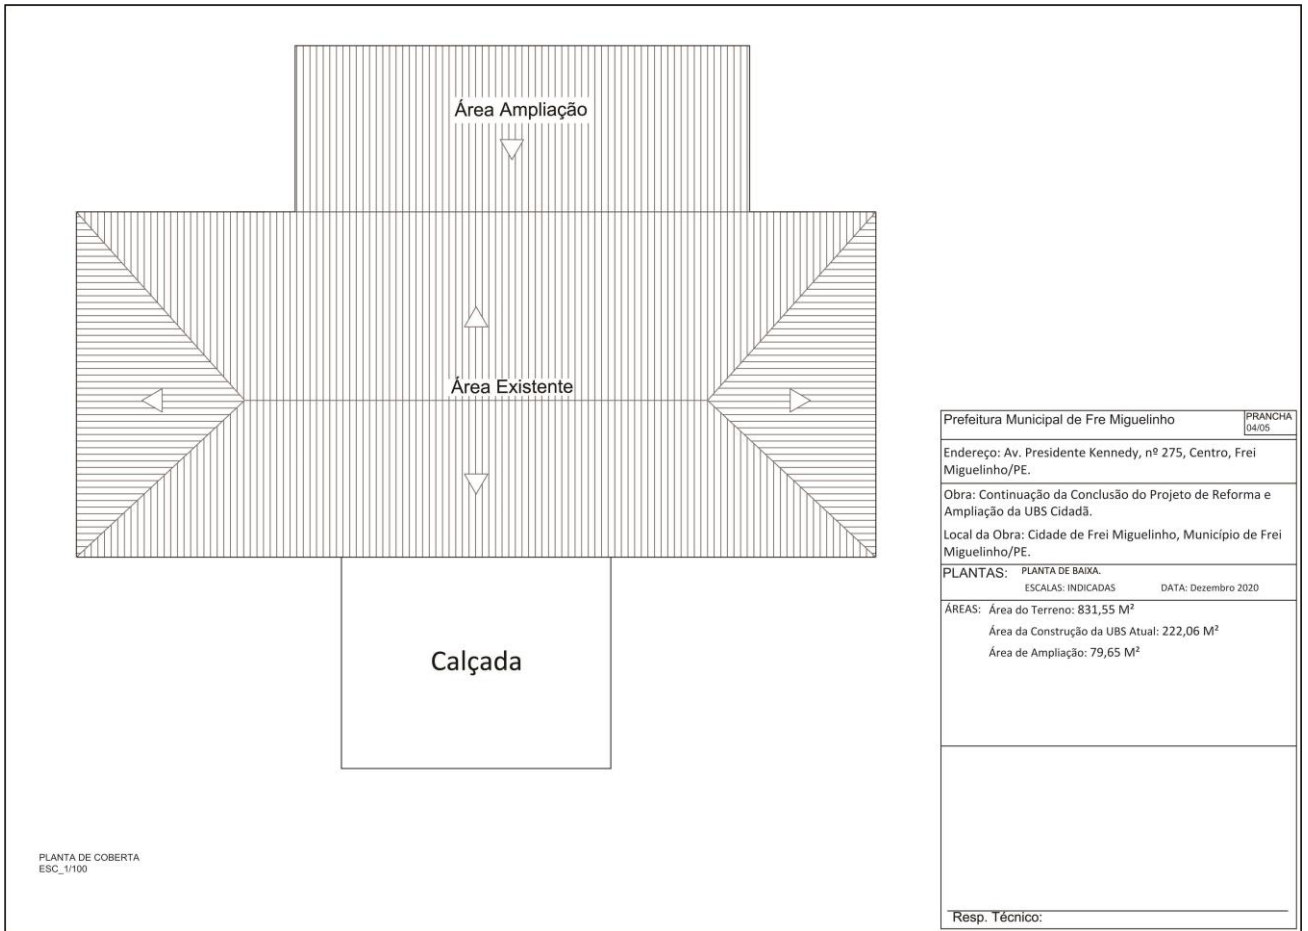 Área Ampliação
Área Existente
Calçada
PLANTA DE COBERTA
ESC_1/100
Prefeitura Municipal de Fre Miguelinho
PRANCHA
04/05
Endereço: Av. Presidente Kennedy, nº 275, Centro, Frei
Miguelinho/PE.
Obra: Continuação da Conclusão do Projeto de Reforma e
Ampliação da UBS Cidadã.
Local da Obra: Cidade de Frei Miguelinho, Município de Frei
Miguelinho/PE.
PLANTAS: PLANTA DE BAIXA.
ESCALAS: INDICADAS DATA: Dezembro 2020
ÁREAS: Área do Terreno: 831,55 M²
Área da Construção da UBS Atual: 222,06 M²
Área de Ampliação: 79,65 M²
Resp. Técnico: